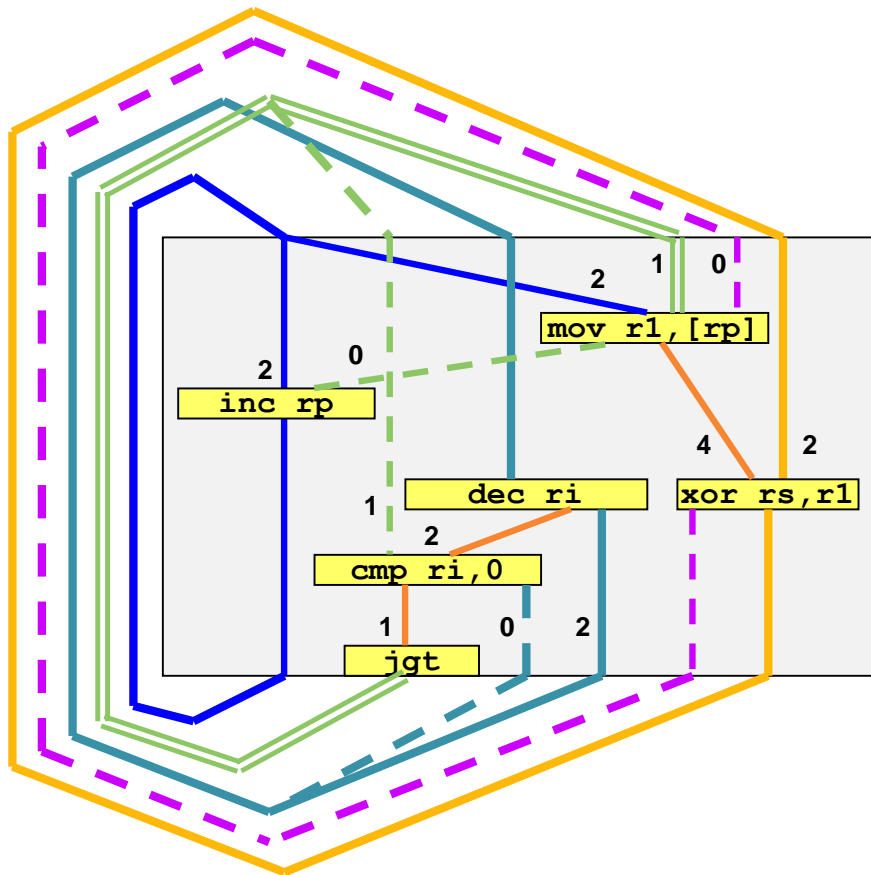 2 1 0
mov r1,[rp]
0
2
inc rp
4 2
dec ri xor rs,r1
1
2
cmp ri,0
1 0 2
jgt